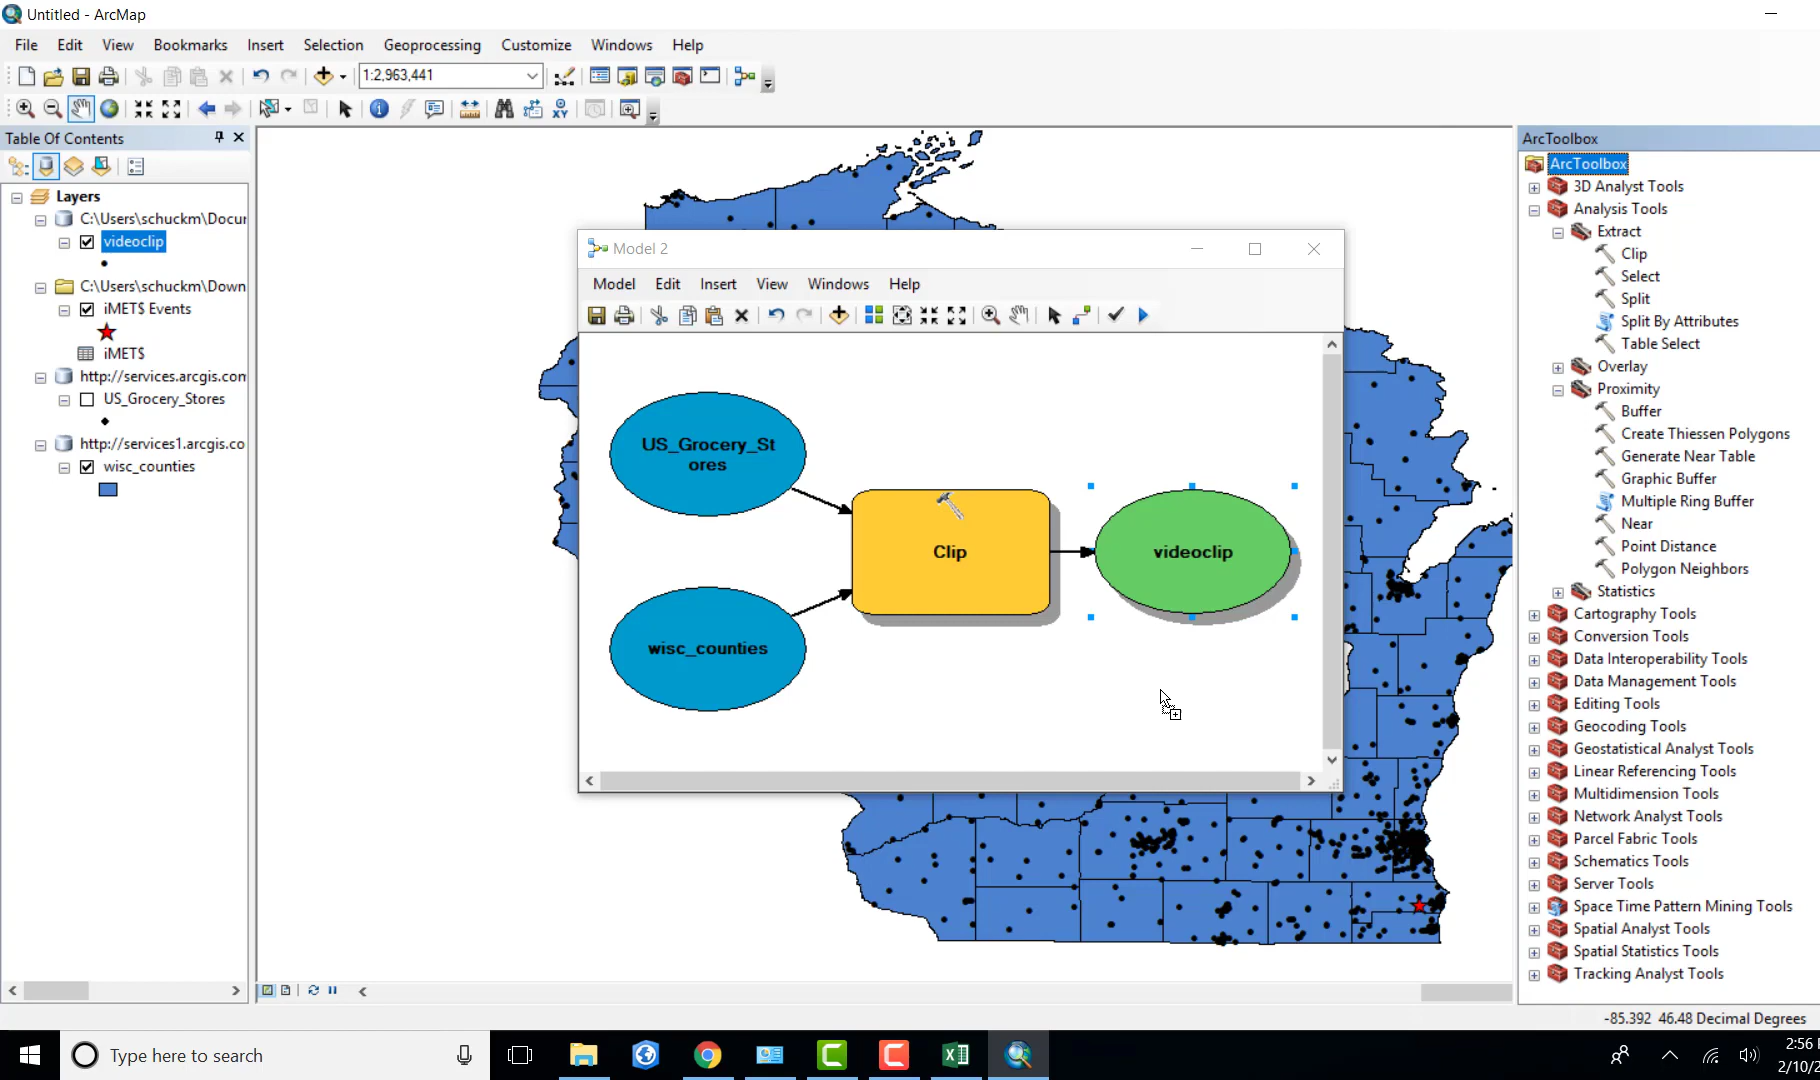 Untitled - ArcMap
File Edit View Bookmarks Insert Selection Geoprocessing Customize Windows Help
1:2,963,441
Table Of Contents
Layers
C:\Users\schuckm\Docur
videoclip
C:\Users\schuckm\Down
iMET$ Events
iMET$
http://services.arcgis.com
US_Grocery_Stores
http://services1.arcgis.co
wisc_counties
Model 2
Model Edit Insert View Windows Help
US_Grocery_St
ores
Clip
videoclip
wisc_counties
ArcToolbox
ArcToolbox
3D Analyst Tools
Analysis Tools
Extract
Clip
Select
Split
Split By Attributes
Table Select
Overlay
Proximity
Buffer
Create Thiessen Polygons
Generate Near Table
Graphic Buffer
Multiple Ring Buffer
Near
Point Distance
Polygon Neighbors
Statistics
Cartography Tools
Conversion Tools
Data Interoperability Tools
Data Management Tools
Editing Tools
Geocoding Tools
Geostatistical Analyst Tools
Linear Referencing Tools
Multidimension Tools
Network Analyst Tools
Parcel Fabric Tools
Schematics Tools
Server Tools
Space Time Pattern Mining Tools
Spatial Analyst Tools
Spatial Statistics Tools
Tracking Analyst Tools
-85.392 46.48 Decimal Degrees
Type here to search
2:56
2/10/2